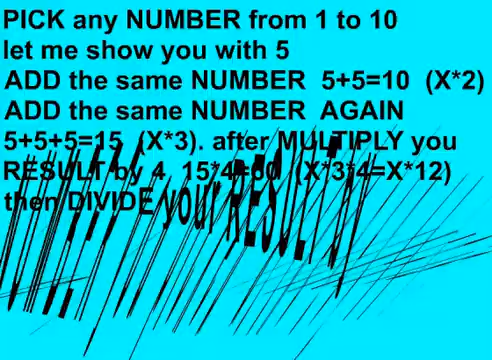 PICK any NUMBER from 1 to 10
let me show you with 5
ADD the same NUMBER 5+5=10 (X*2)
ADD the same NUMBER AGAIN
5+5+5=15 (X*3). after MULTIPLY you
RESULT by 4 15*4=60 (X*3*4=X*12)
then DIVIDE your RESULT